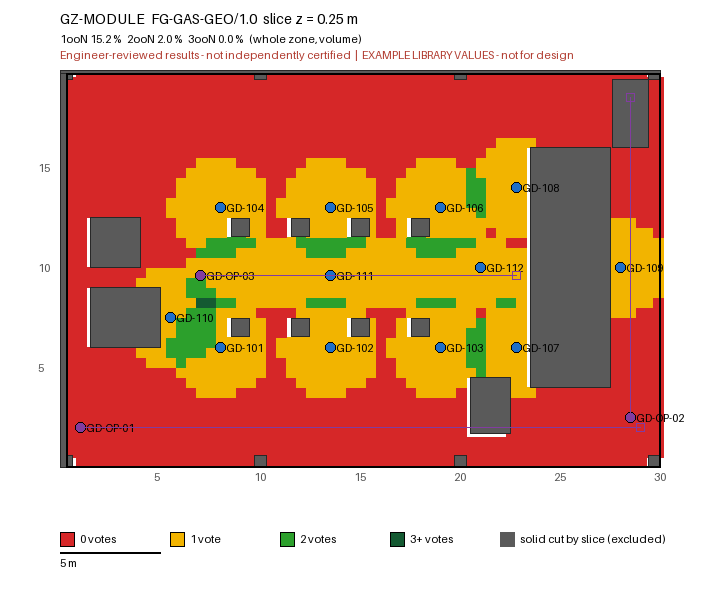 GZ-MODULE FG-GAS-GEO/1.0 slice z = 0.25 m
1ooN 15.2 % 2ooN 2.0 % 3ooN 0.0 % (whole zone, volume)
Engineer-reviewed results - not independently certified | EXAMPLE LIBRARY VALUES - not for design
15
GD-108
GD-104
GD-105
GD-106
10
GD-OP-03
GD-111
GD-112
GD-109
GD-110
5
GD-101
GD-102
GD-103
GD-107
GD-OP-01
GD-OP-02
5
10
15
20
25
30
0 votes
1 vote
2 votes
3+ votes
solid cut by slice (excluded)
5 m